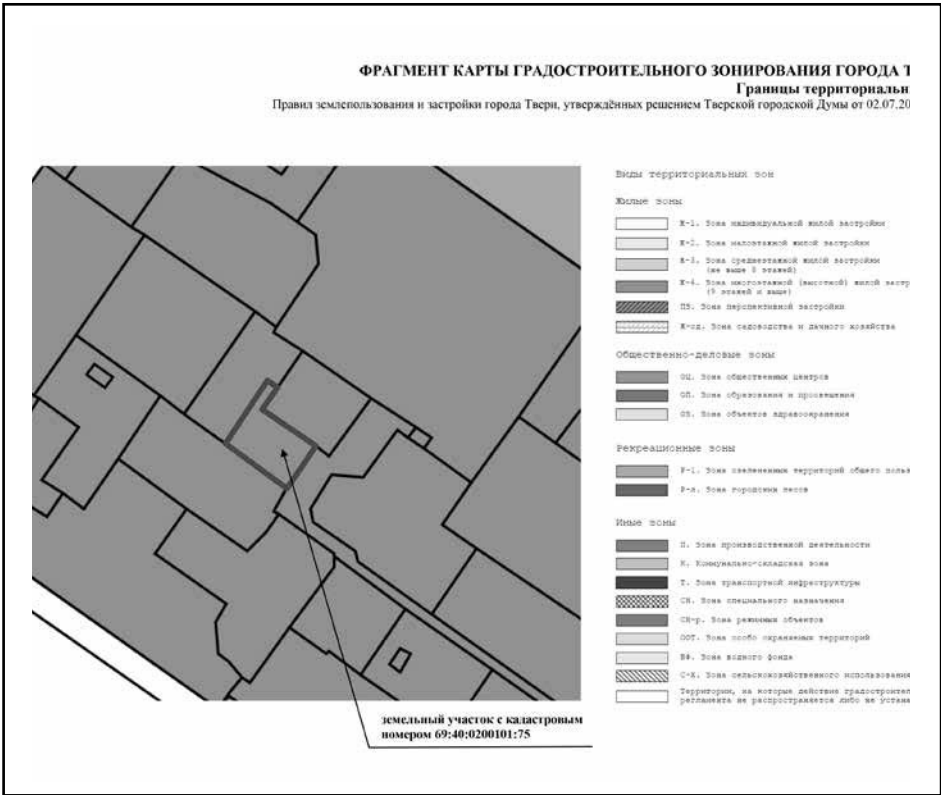 ФРАГМЕНТ КАРТЫ ГРАДОСТРОИТЕЛЬНОГО ЗОНИРОВАНИЯ ГОРОДА Т
Границы территориальн
Правил землепользования и застройки города Твери, утверждённых решением Тверской городской Думы от 02.07.20
Виды территориальных зон
Жилые зоны
Ж-1. Зона индивидуальной жилой застройки
Ж-2. Зона малоэтажной жилой застройки
Ж-3. Зона среднеэтажной жилой застройки
(не выше 8 этажей)
Ж-4. Зона многоэтажной (высотной) жилой застр
(9 этажей и выше)
ПЗ. Зона перспективной застройки
Ж-сд. Зона садоводства и дачного хозяйства
Общественно-деловые зоны
ОЦ. Зона общественных центров
ОП. Зона образования и просвещения
ОЗ. Зона объектов здравоохранения
Рекреационные зоны
Р-1. Зона озелененных территорий общего польз
Р-л. Зона городских лесов
Иные зоны
П. Зона производственной деятельности
К. Коммунально-складская зона
Т. Зона транспортной инфраструктуры
СН. Зона специального назначения
СН-р. Зона режимных объектов
ООТ. Зона особо охраняемых территорий
ВФ. Зона водного фонда
С-Х. Зона сельскохозяйственного использования
Территории, на которые действие градостроител
регламента не распространяется либо не устана
земельный участок с кадастровым
номером 69:40:0200101:75